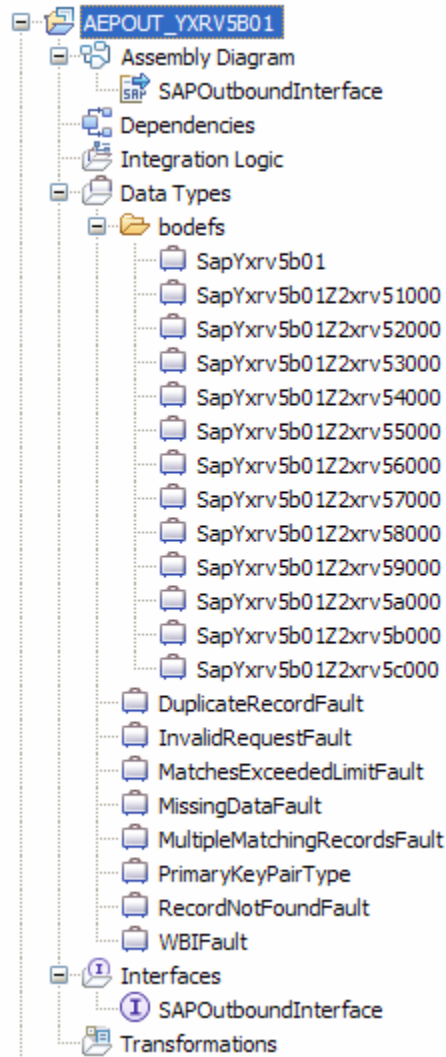 AEPOUT_YXRV5B01
Assembly Diagram
SAP SAPOutboundInterface
Dependencies
Integration Logic
Data Types
bodefs
SapYxrv5b01
SapYxrv5b01Z2xrv51000
SapYxrv5b01Z2xrv52000
SapYxrv5b01Z2xrv53000
SapYxrv5b01Z2xrv54000
SapYxrv5b01Z2xrv55000
SapYxrv5b01Z2xrv56000
SapYxrv5b01Z2xrv57000
SapYxrv5b01Z2xrv58000
SapYxrv5b01Z2xrv59000
SapYxrv5b01Z2xrv5a000
SapYxrv5b01Z2xrv5b000
SapYxrv5b01Z2xrv5c000
DuplicateRecordFault
InvalidRequestFault
MatchesExceededLimitFault
MissingDataFault
MultipleMatchingRecordsFault
PrimaryKeyPairType
RecordNotFoundFault
WBIFault
Interfaces
SAPOutboundInterface
Transformations